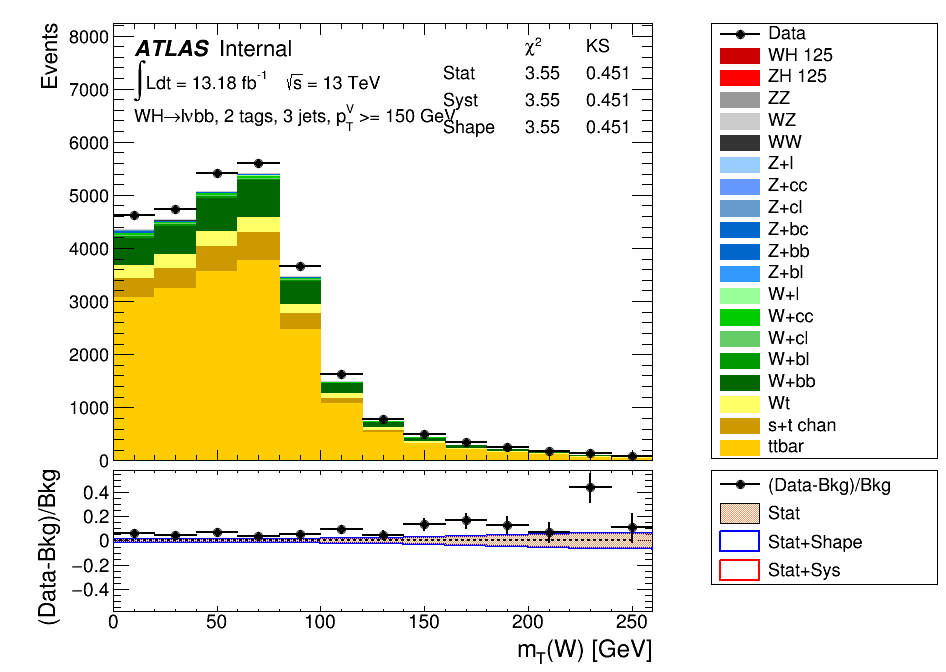 Events
8000
7000
6000
5000
4000
3000
2000
1000
0
ATLAS Internal
∫Ldt = 13.18 fb⁻¹ √s = 13 TeV
WH→lνbb, 2 tags, 3 jets, p_T^V >= 150 GeV
χ² KS
Stat 3.55 0.451
Syst 3.55 0.451
Shape 3.55 0.451
Data
WH 125
ZH 125
ZZ
WZ
WW
Z+l
Z+cc
Z+cl
Z+bc
Z+bb
Z+bl
W+l
W+cc
W+cl
W+bl
W+bb
Wt
s+t chan
ttbar
(Data-Bkg)/Bkg
0.4
0.2
0
−0.2
−0.4
0 50 100 150 200 250
m_T(W) [GeV]
(Data-Bkg)/Bkg
Stat
Stat+Shape
Stat+Sys